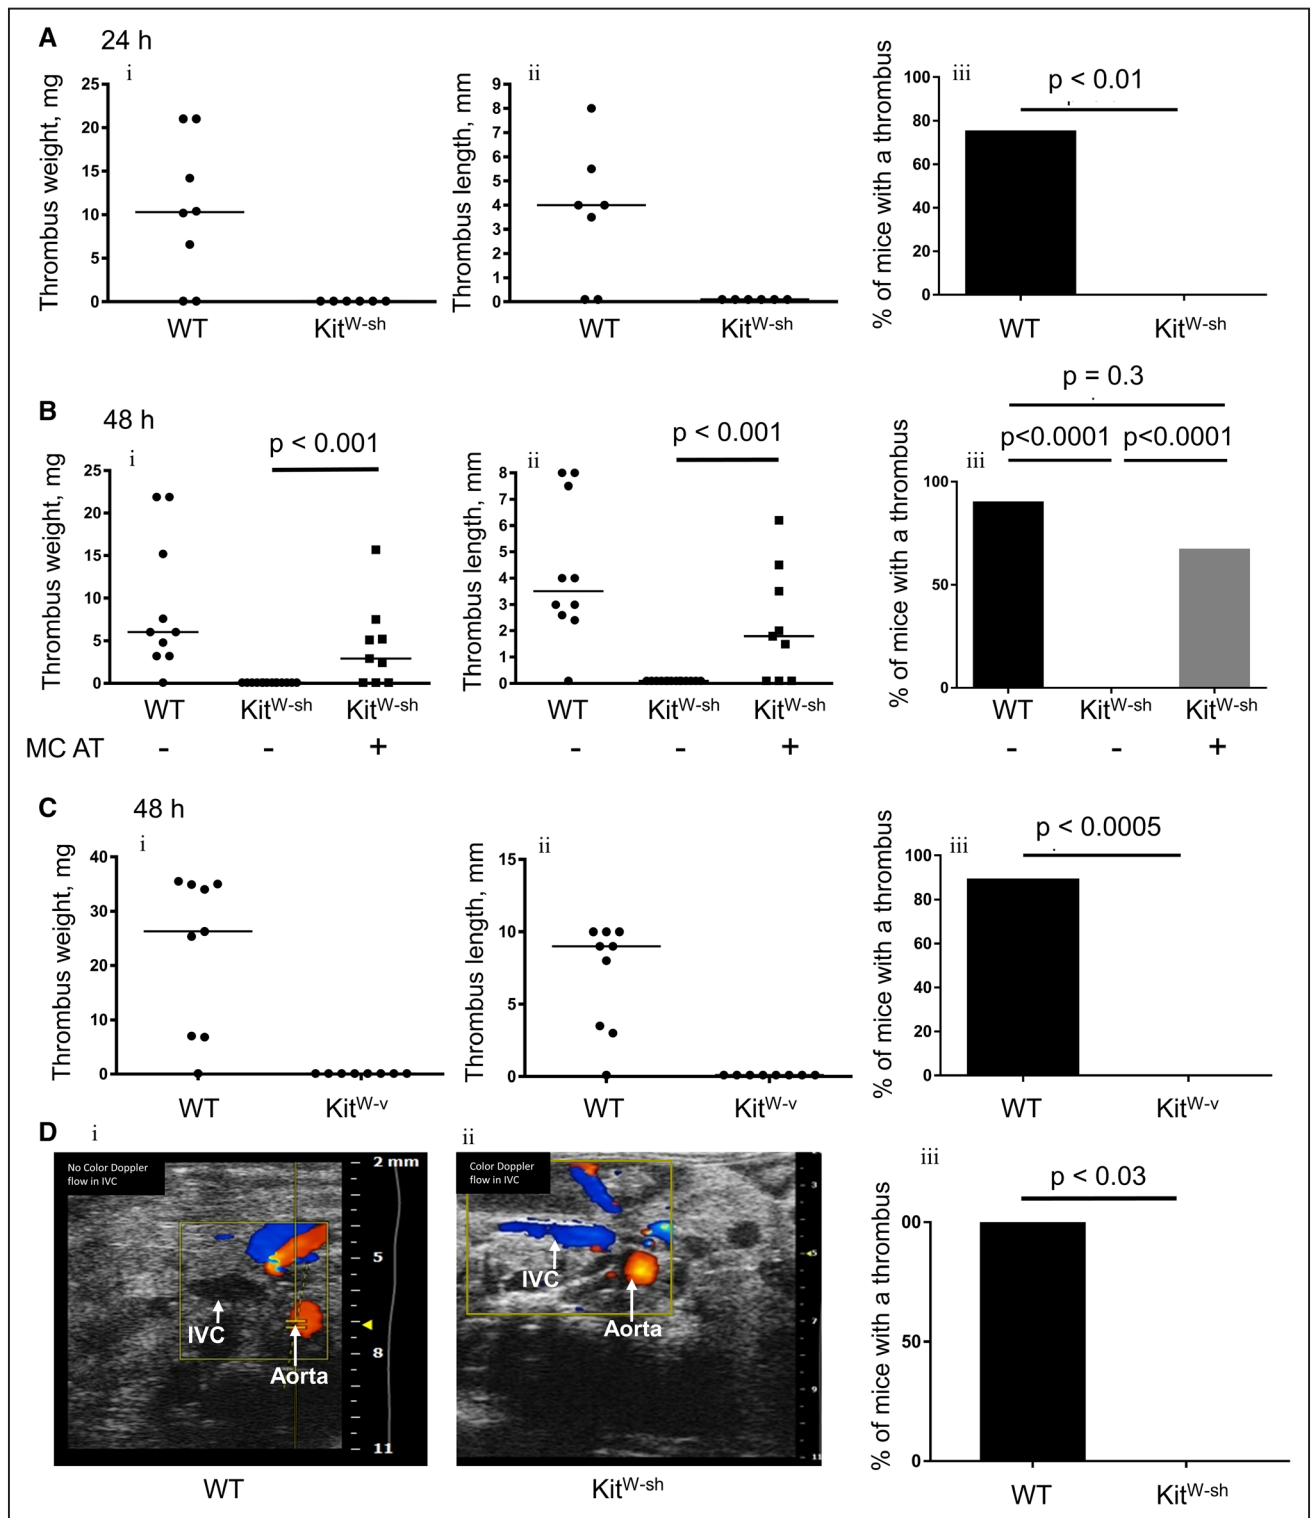 A 24 h
i
Thrombus weight, mg
25
20
15
10
5
0
WT Kit^W-sh
ii
Thrombus length, mm
9
8
7
6
5
4
3
2
1
0
WT Kit^W-sh
iii
p < 0.01
% of mice with a thrombus
100
80
60
40
20
0
WT Kit^W-sh
B 48 h
i
p < 0.001
Thrombus weight, mg
25
20
15
10
5
0
WT Kit^W-sh Kit^W-sh
ii
p < 0.001
Thrombus length, mm
8
7
6
5
4
3
2
1
0
WT Kit^W-sh Kit^W-sh
p = 0.3
p<0.0001 p<0.0001
iii
% of mice with a thrombus
100
50
0
WT Kit^W-sh Kit^W-sh
MC AT - - + - - + - - +
C 48 h
i
Thrombus weight, mg
40
30
20
10
0
WT Kit^W-v
ii
Thrombus length, mm
15
10
5
0
WT Kit^W-v
p < 0.0005
iii
% of mice with a thrombus
100
80
60
40
20
0
WT Kit^W-v
D
i
No Color Doppler
flow in IVC
2 mm
5
8
11
IVC
Aorta
WT
ii
Color Doppler
flow in IVC
3
5
7
9
11
IVC
Aorta
Kit^W-sh
iii
p < 0.03
% of mice with a thrombus
00
50
0
WT Kit^W-sh